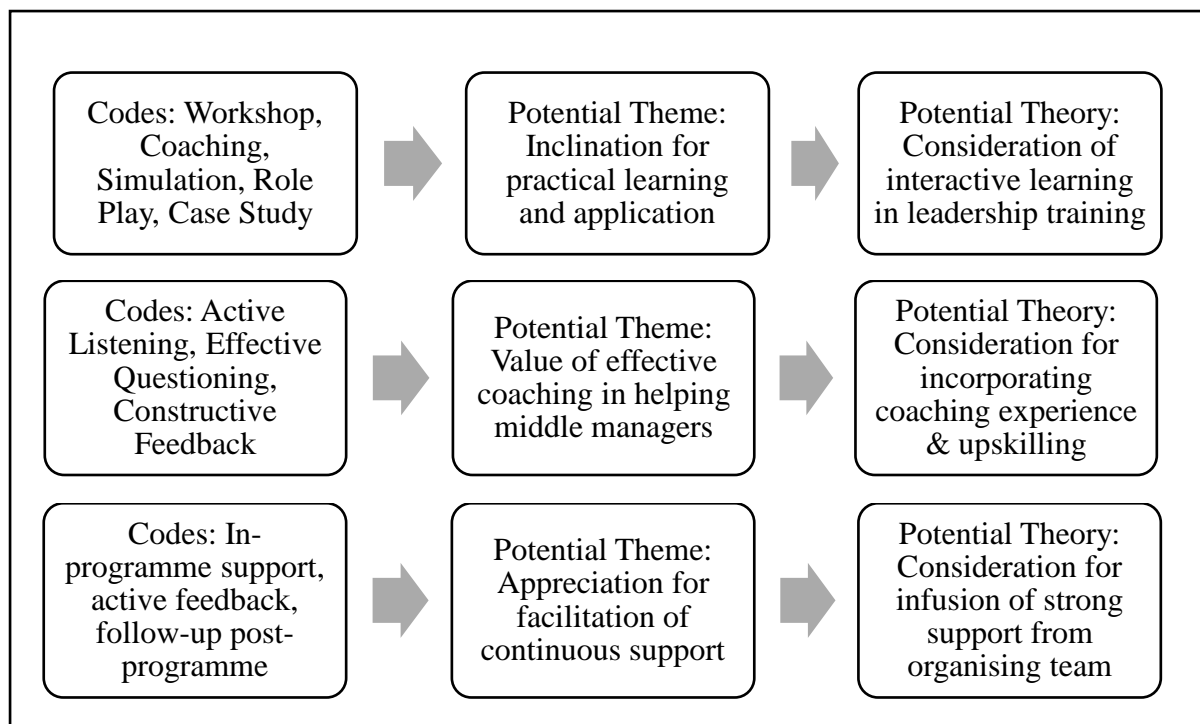 Codes: Workshop,
Coaching,
Simulation, Role
Play, Case Study
Potential Theme:
Inclination for
practical learning
and application
Potential Theory:
Consideration of
interactive learning
in leadership training
Codes: Active
Listening, Effective
Questioning,
Constructive
Feedback
Potential Theme:
Value of effective
coaching in helping
middle managers
Potential Theory:
Consideration for
incorporating
coaching experience
& upskilling
Codes: In-
programme support,
active feedback,
follow-up post-
programme
Potential Theme:
Appreciation for
facilitation of
continuous support
Potential Theory:
Consideration for
infusion of strong
support from
organising team